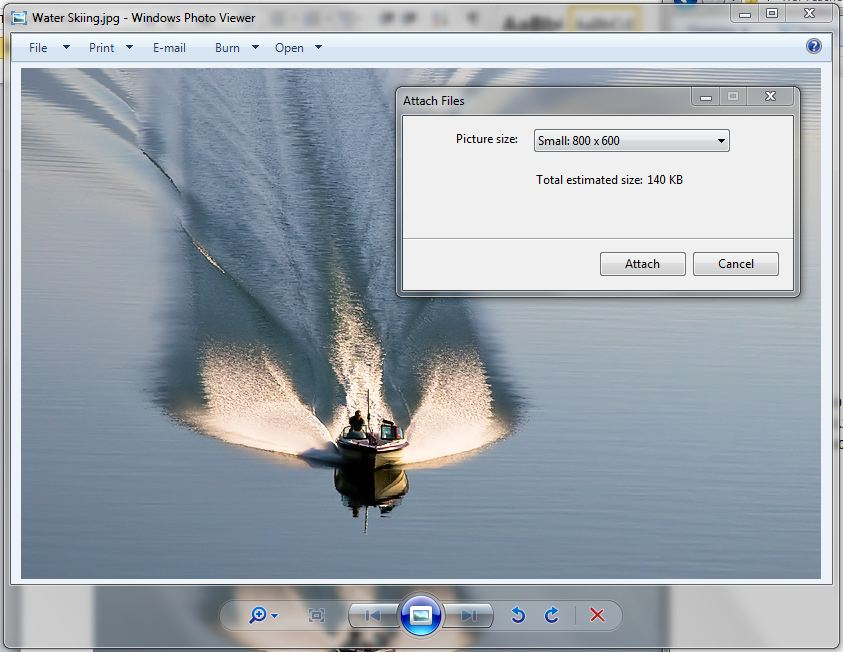 Water Skiing.jpg - Windows Photo Viewer
File Print E-mail Burn Open
Attach Files
Picture size: Small: 800 x 600
Total estimated size: 140 KB
Attach Cancel